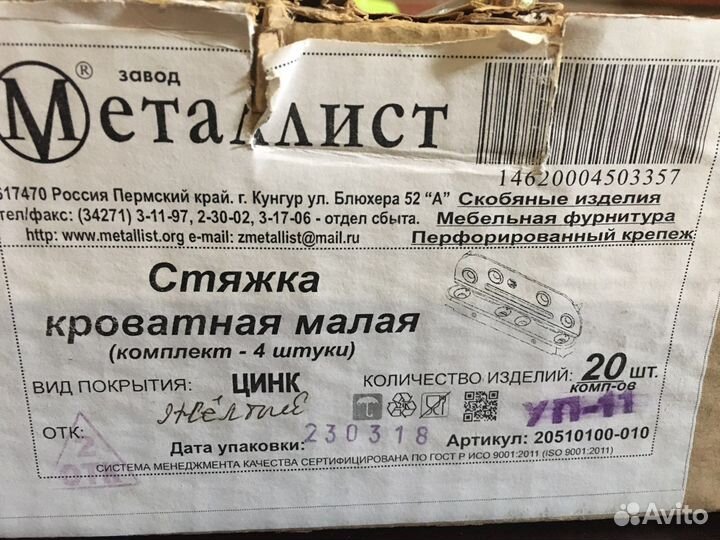 ® завод
Металлист
14620004503357
617470 Россия Пермский край. г. Кунгур ул. Блюхера 52 “А”
Скобяные изделия
тел/факс: (34271) 3-11-97, 2-30-02, 3-17-06 - отдел сбыта.
Мебельная фурнитура
http: www.metallist.org e-mail: zmetallist@mail.ru
Перфорированный крепеж
Стяжка
кроватная малая
(комплект - 4 штуки)
ВИД ПОКРЫТИЯ: ЦИНК
КОЛИЧЕСТВО ИЗДЕЛИЙ: 20 шт.
комп-ов
жёлтые
УП-11
ОТК:
2
Дата упаковки: 230318
Артикул: 20510100-010
СИСТЕМА МЕНЕДЖМЕНТА КАЧЕСТВА СЕРТИФИЦИРОВАНА ПО ГОСТ Р ИСО 9001:2011 (ISO 9001:2011)
Avito